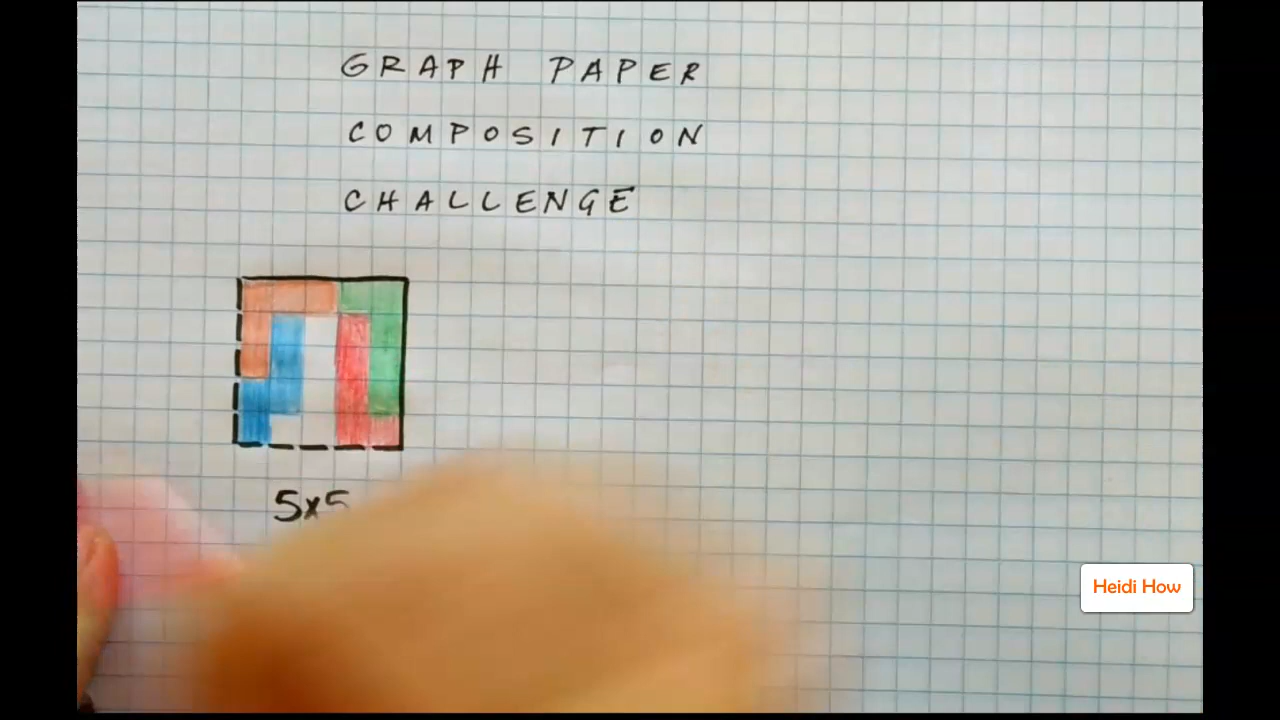 GRAPH PAPER
COMPOSITION
CHALLENGE
5x5
Heidi How